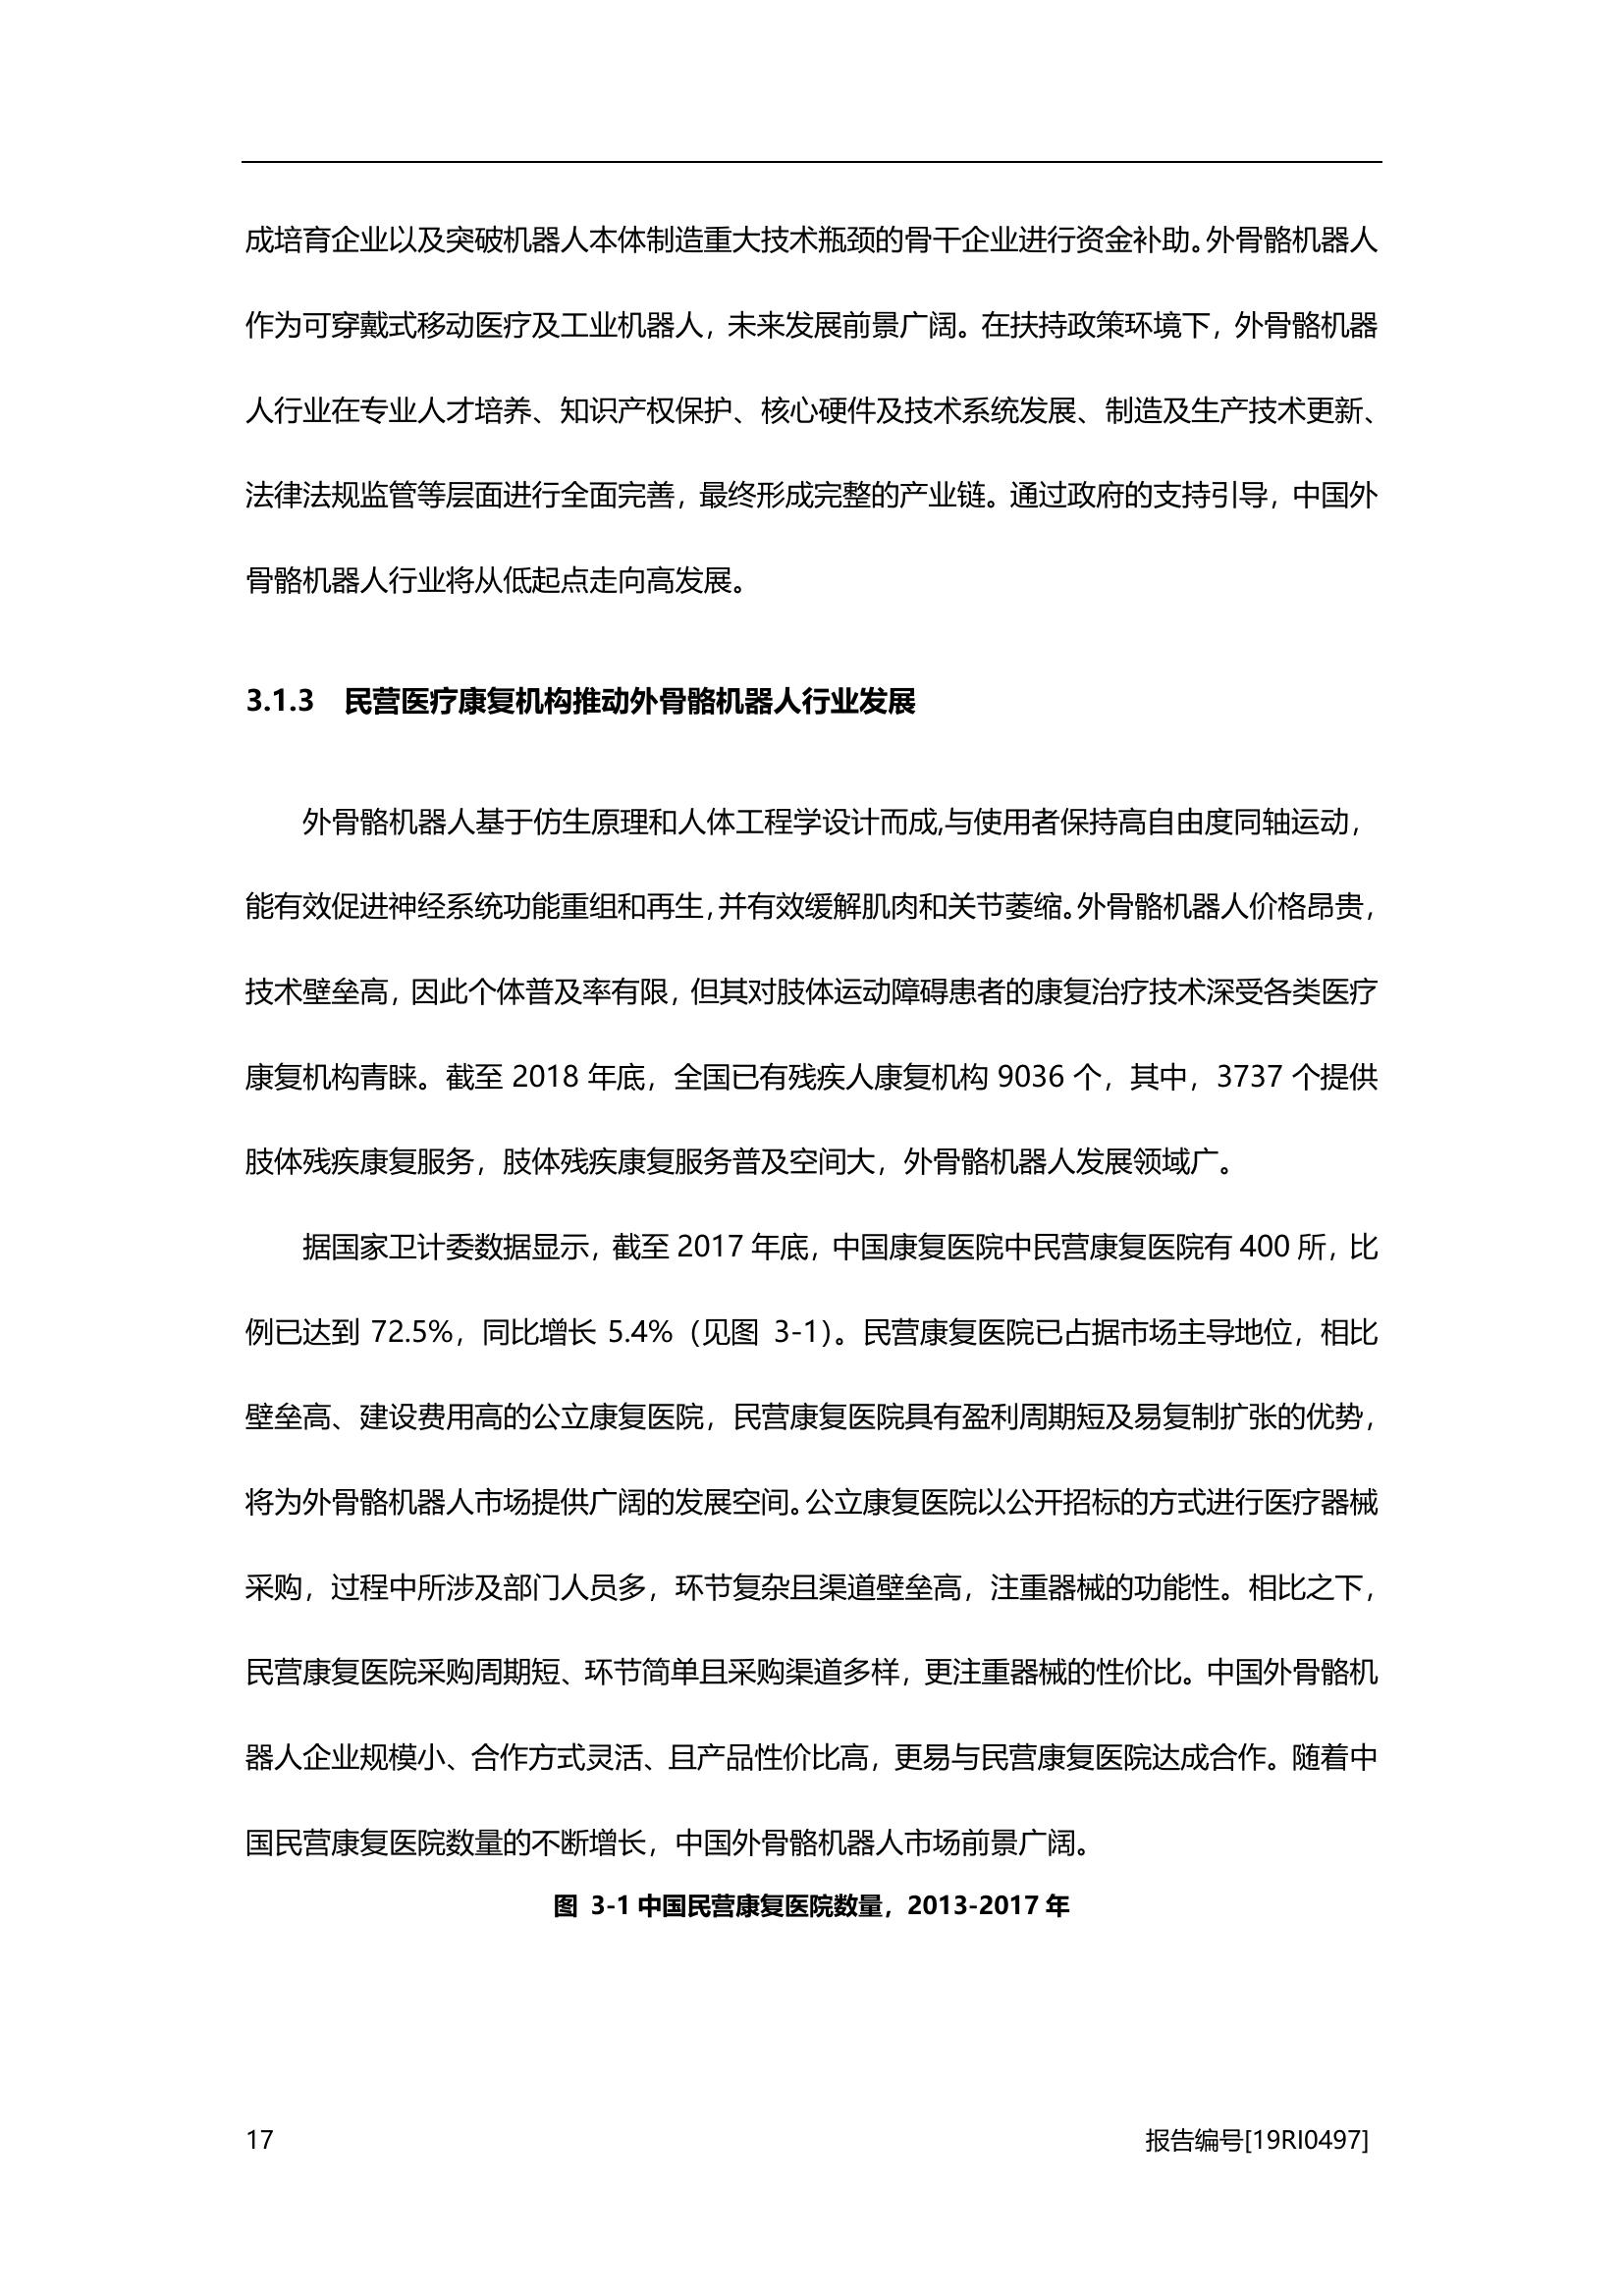 成培育企业以及突破机器人本体制造重大技术瓶颈的骨干企业进行资金补助。外骨骼机器人
作为可穿戴式移动医疗及工业机器人，未来发展前景广阔。在扶持政策环境下，外骨骼机器
人行业在专业人才培养、知识产权保护、核心硬件及技术系统发展、制造及生产技术更新、
法律法规监管等层面进行全面完善，最终形成完整的产业链。通过政府的支持引导，中国外
骨骼机器人行业将从低起点走向高发展。
3.1.3 民营医疗康复机构推动外骨骼机器人行业发展
外骨骼机器人基于仿生原理和人体工程学设计而成,与使用者保持高自由度同轴运动，
能有效促进神经系统功能重组和再生，并有效缓解肌肉和关节萎缩。外骨骼机器人价格昂贵，
技术壁垒高，因此个体普及率有限，但其对肢体运动障碍患者的康复治疗技术深受各类医疗
康复机构青睐。截至 2018 年底，全国已有残疾人康复机构 9036 个，其中，3737 个提供
肢体残疾康复服务，肢体残疾康复服务普及空间大，外骨骼机器人发展领域广。
据国家卫计委数据显示，截至 2017 年底，中国康复医院中民营康复医院有 400 所，比
例已达到 72.5%，同比增长 5.4%（见图 3-1）。民营康复医院已占据市场主导地位，相比
壁垒高、建设费用高的公立康复医院，民营康复医院具有盈利周期短及易复制扩张的优势，
将为外骨骼机器人市场提供广阔的发展空间。公立康复医院以公开招标的方式进行医疗器械
采购，过程中所涉及部门人员多，环节复杂且渠道壁垒高，注重器械的功能性。相比之下，
民营康复医院采购周期短、环节简单且采购渠道多样，更注重器械的性价比。中国外骨骼机
器人企业规模小、合作方式灵活、且产品性价比高，更易与民营康复医院达成合作。随着中
国民营康复医院数量的不断增长，中国外骨骼机器人市场前景广阔。
图 3-1 中国民营康复医院数量，2013-2017 年
17 报告编号[19RI0497]